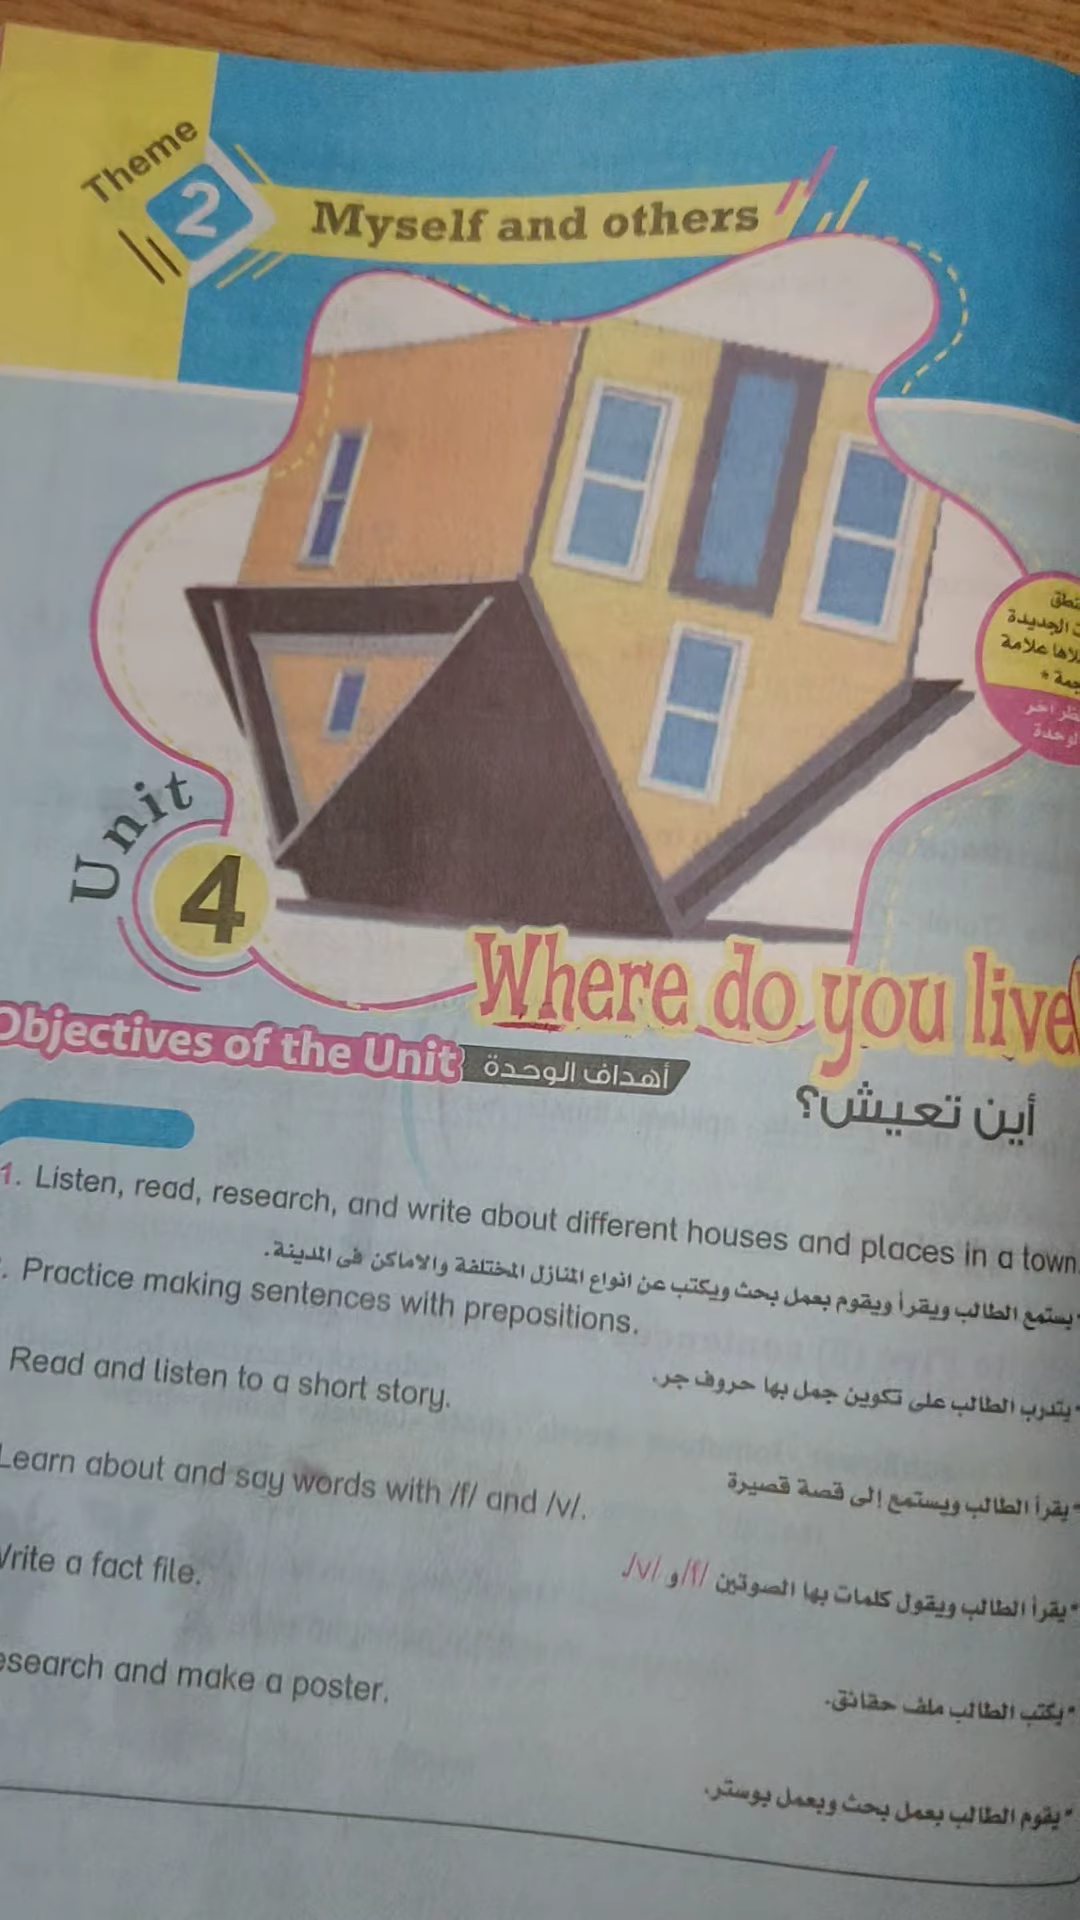 Theme
2
Myself and others
الجديدة
علامة
Unit
4
Where do you live
أين تعيش؟
Objectives of the Unit
أهداف الوحدة
1. Listen, read, research, and write about different houses and places in a town.
يستمع الطالب ويقرأ ويقوم بعمل بحث ويكتب عن انواع المنازل المختلفة والاماكن فى المدينة.
. Practice making sentences with prepositions.
يتدرب الطالب على تكوين جمل بها حروف جر.
Read and listen to a short story.
يقرأ الطالب ويستمع إلى قصة قصيرة
Learn about and say words with /f/ and /v/.
يقرأ الطالب ويقول كلمات بها الصوتين /f/ و /v/.
Write a fact file.
يكتب الطالب ملف حقائق.
esearch and make a poster.
يقوم الطالب بعمل بحث ويعمل بوستر.